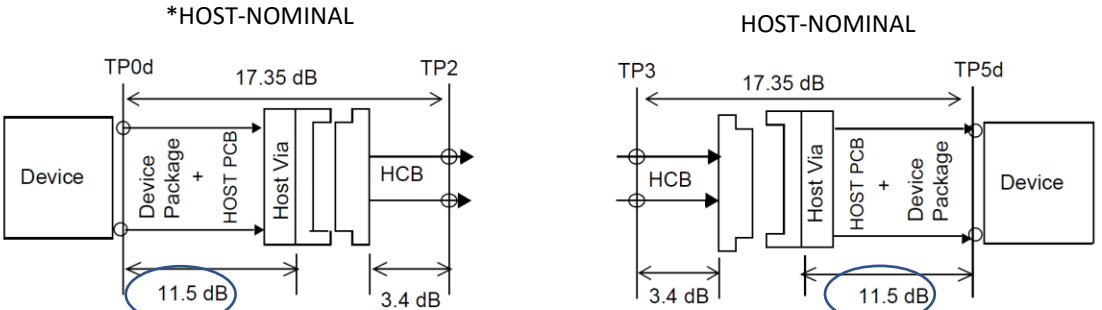 *HOST-NOMINAL
TP0d
17.35 dB
TP2
Device
Device
Package
+
HOST PCB
Host Via
HCB
11.5 dB
3.4 dB
HOST-NOMINAL
TP3
17.35 dB
TP5d
HCB
Host Via
HOST PCB
+
Device
Package
Device
3.4 dB
11.5 dB